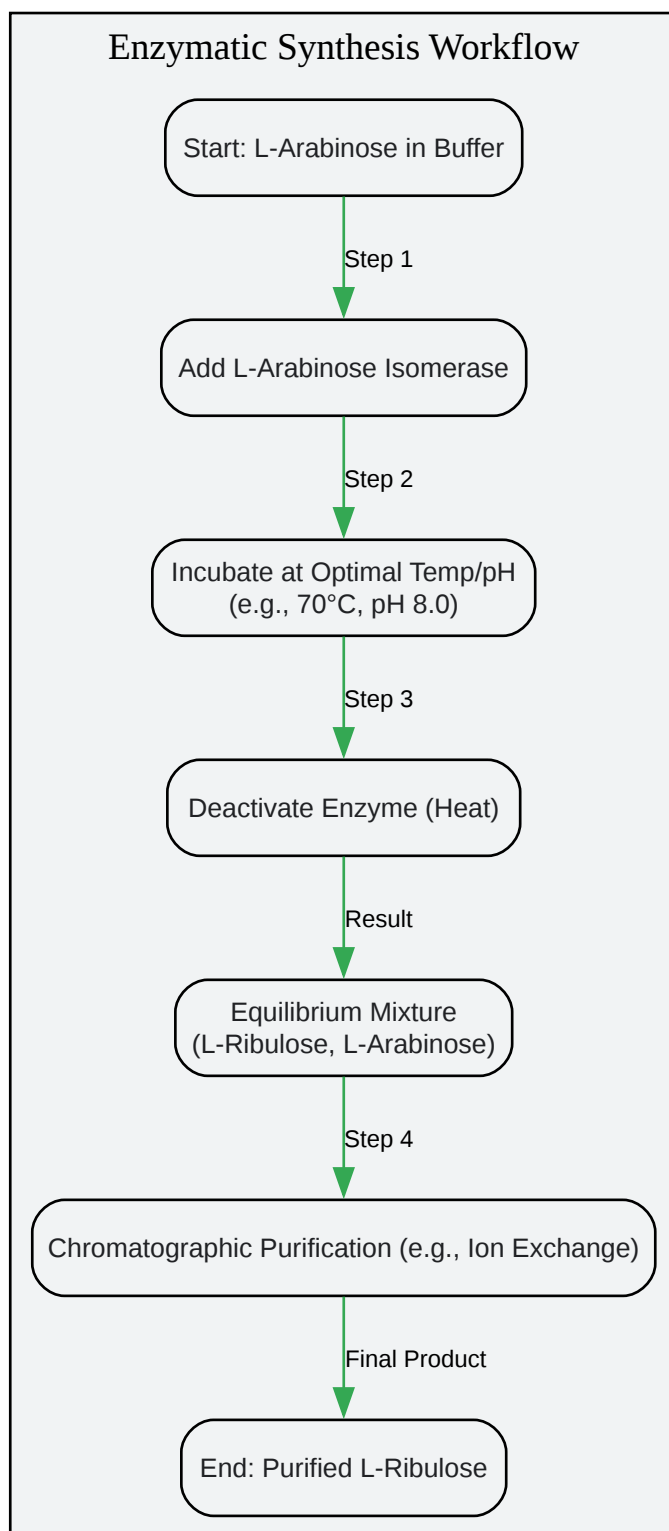 Enzymatic Synthesis Workflow
Start: L-Arabinose in Buffer
Step 1
Add L-Arabinose Isomerase
Step 2
Incubate at Optimal Temp/pH
(e.g., 70°C, pH 8.0)
Step 3
Deactivate Enzyme (Heat)
Result
Equilibrium Mixture
(L-Ribulose, L-Arabinose)
Step 4
Chromatographic Purification (e.g., Ion Exchange)
Final Product
End: Purified L-Ribulose